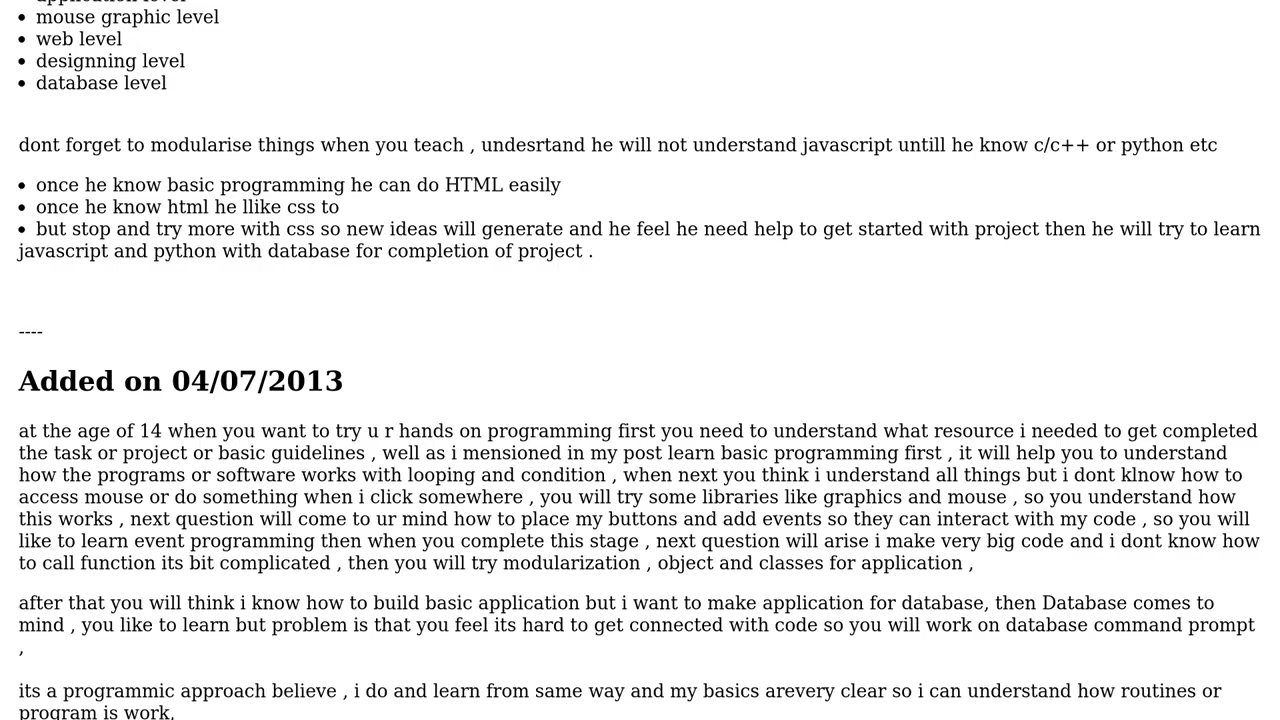 application level
mouse graphic level
web level
designning level
database level
dont forget to modularise things when you teach , undesrtand he will not understand javascript untill he know c/c++ or python etc
once he know basic programming he can do HTML easily
once he know html he llike css to
but stop and try more with css so new ideas will generate and he feel he need help to get started with project then he will try to learn
javascript and python with database for completion of project .
----
Added on 04/07/2013
at the age of 14 when you want to try u r hands on programming first you need to understand what resource i needed to get completed
the task or project or basic guidelines , well as i mensioned in my post learn basic programming first , it will help you to understand
how the programs or software works with looping and condition , when next you think i understand all things but i dont klnow how to
access mouse or do something when i click somewhere , you will try some libraries like graphics and mouse , so you understand how
this works , next question will come to ur mind how to place my buttons and add events so they can interact with my code , so you will
like to learn event programming then when you complete this stage , next question will arise i make very big code and i dont know how
to call function its bit complicated , then you will try modularization , object and classes for application ,
after that you will think i know how to build basic application but i want to make application for database, then Database comes to
mind , you like to learn but problem is that you feel its hard to get connected with code so you will work on database command prompt
,
its a programmic approach believe , i do and learn from same way and my basics arevery clear so i can understand how routines or
program is work,